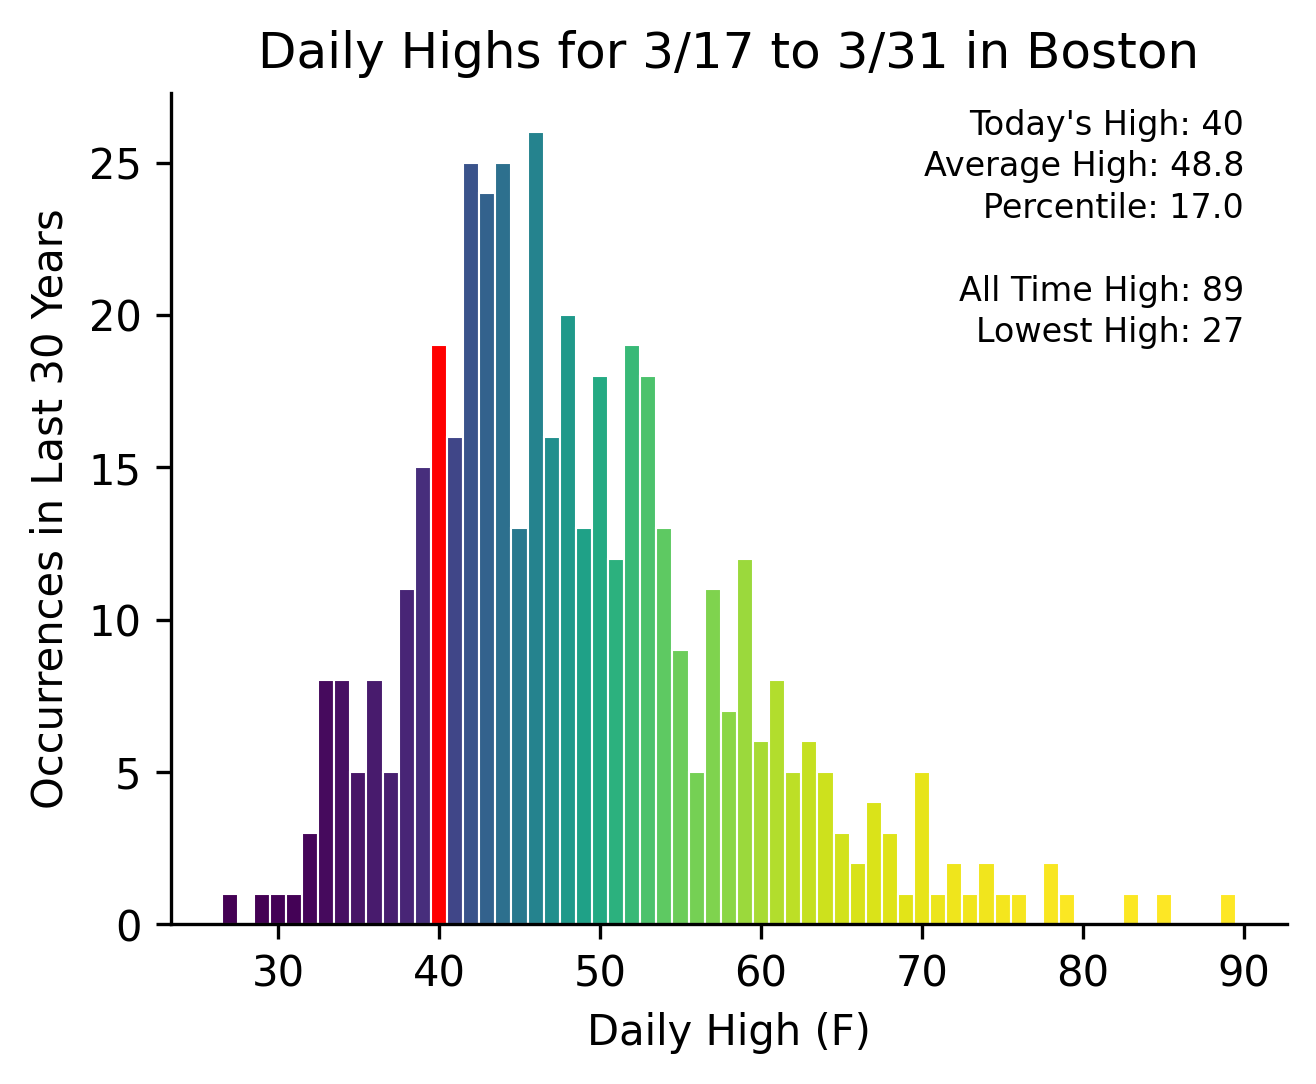 Daily Highs for 3/17 to 3/31 in Boston
Today's High: 40
Average High: 48.8
Percentile: 17.0
All Time High: 89
Lowest High: 27
Occurrences in Last 30 Years
25
20
15
10
5
0
30 40 50 60 70 80 90
Daily High (F)